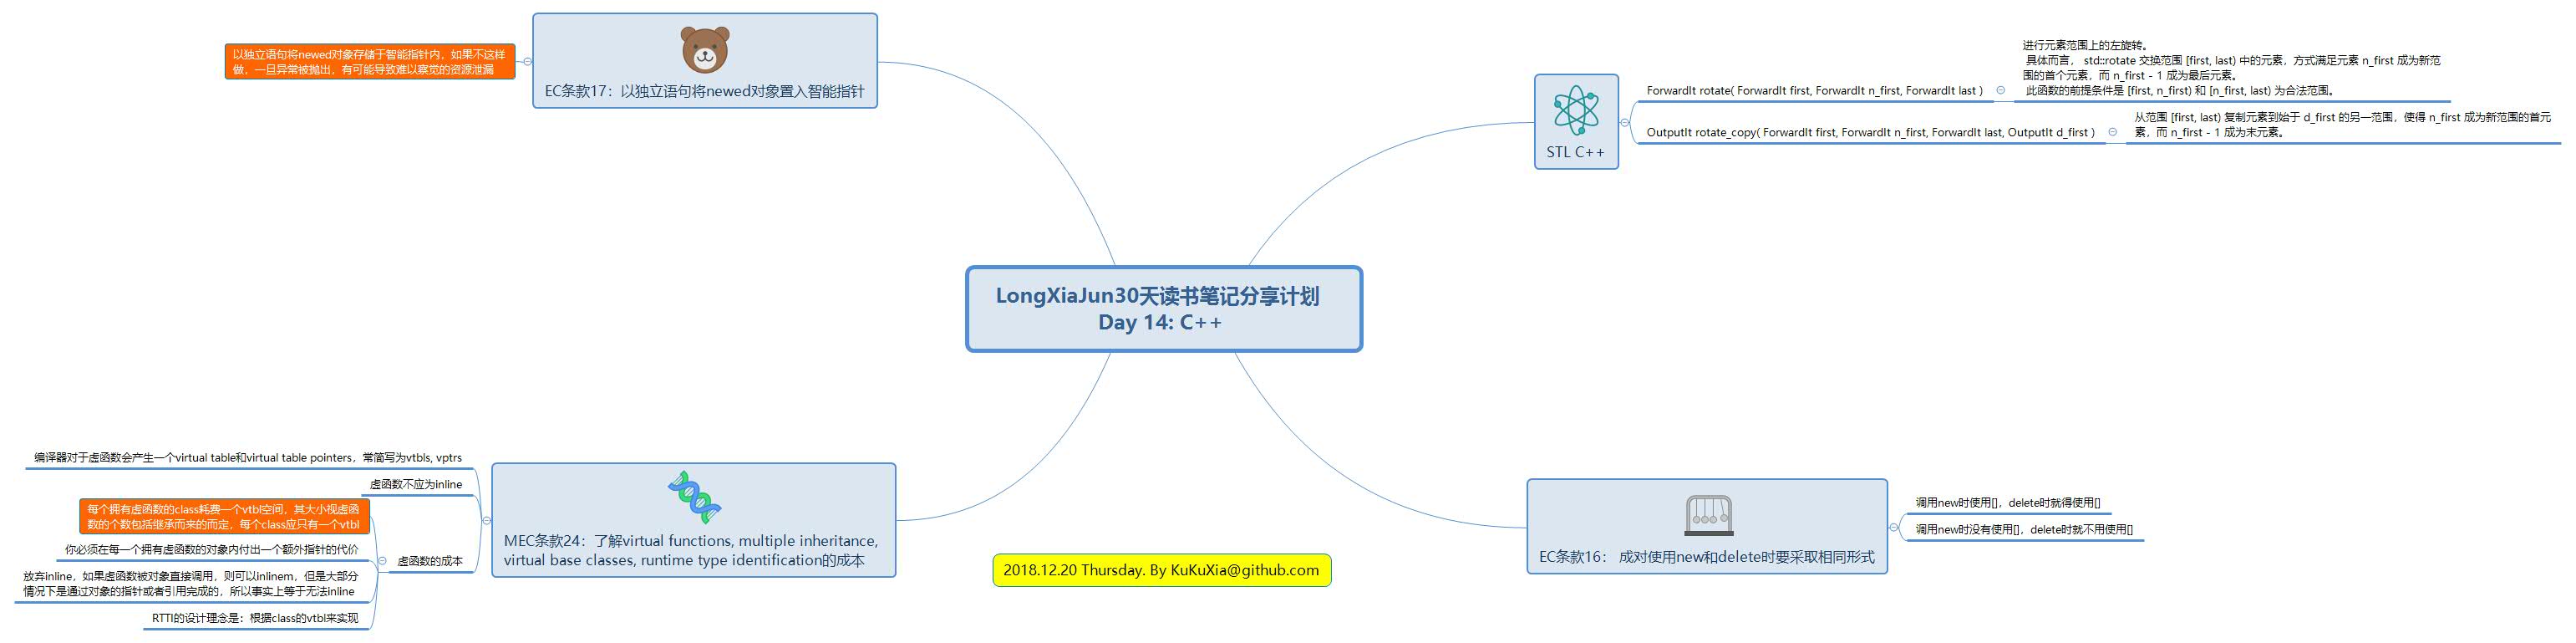 LongXiaJun30天读书笔记分享计划
Day 14: C++
以独立语句将newed对象存储于智能指针内，如果不这样
做，一旦异常被抛出，有可能导致难以察觉的资源泄漏
EC条款17：以独立语句将newed对象置入智能指针
STL C++
ForwardIt rotate( ForwardIt first, ForwardIt n_first, ForwardIt last )
进行元素范围上的左旋转。
具体而言， std::rotate 交换范围 [first, last) 中的元素，方式满足元素 n_first 成为新范
围的首个元素，而 n_first - 1 成为最后元素。
此函数的前提条件是 [first, n_first) 和 [n_first, last) 为合法范围。
OutputIt rotate_copy( ForwardIt first, ForwardIt n_first, ForwardIt last, OutputIt d_first )
从范围 [first, last) 复制元素到始于 d_first 的另一范围，使得 n_first 成为新范围的首元
素，而 n_first - 1 成为末元素。
编译器对于虚函数会产生一个virtual table和virtual table pointers，常简写为vtbls, vptrs
虚函数不应为inline
每个拥有虚函数的class耗费一个vtbl空间，其大小视虚函
数的个数包括继承而来的而定，每个class应只有一个vtbl
你必须在每一个拥有虚函数的对象内付出一个额外指针的代价
虚函数的成本
放弃inline，如果虚函数被对象直接调用，则可以inlinem，但是大部分
情况下是通过对象的指针或者引用完成的，所以事实上等于无法inline
RTTI的设计理念是：根据class的vtbl来实现
MEC条款24：了解virtual functions, multiple inheritance,
virtual base classes, runtime type identification的成本
EC条款16： 成对使用new和delete时要采取相同形式
调用new时使用[]，delete时就得使用[]
调用new时没有使用[]，delete时就不用使用[]
2018.12.20 Thursday. By KuKuXia@github.com